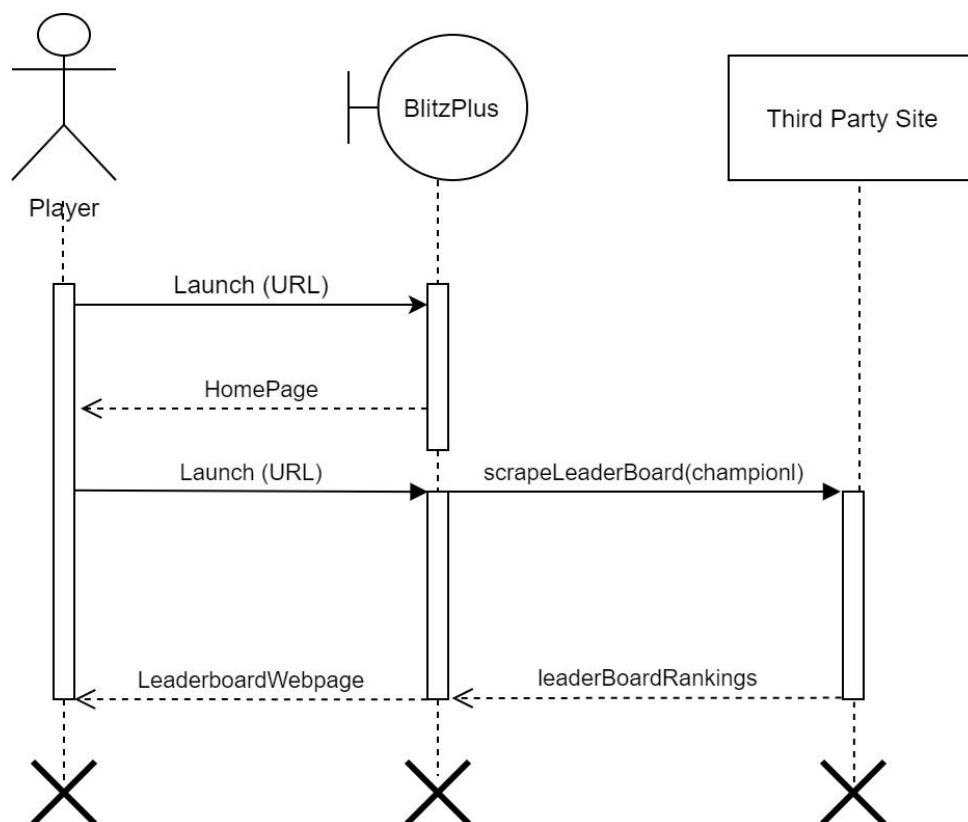 BlitzPlus
Third Party Site
Player
Launch (URL)
HomePage
Launch (URL)
scrapeLeaderBoard(championl)
LeaderboardWebpage
leaderBoardRankings